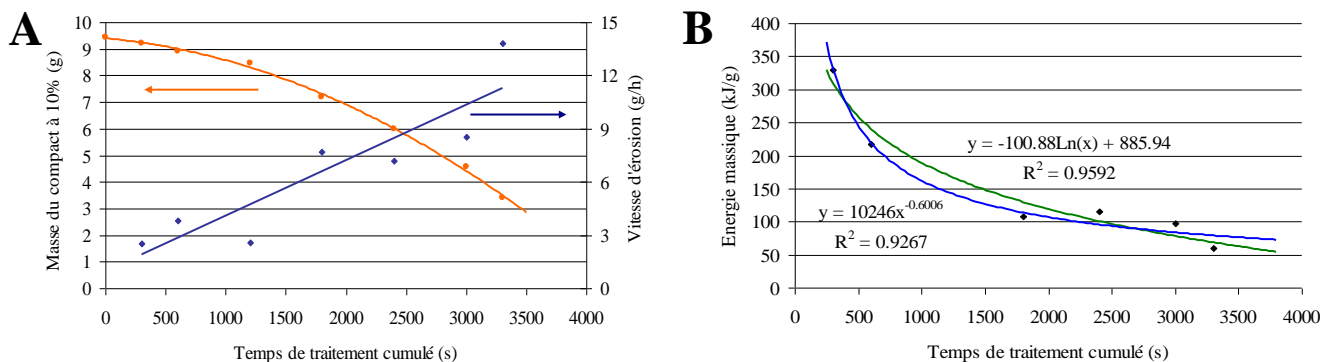 A
Masse du compact à 10% (g)
10
9
8
7
6
5
4
3
2
1
0
15
12
9
6
3
0
Vitesse d'érosion (g/h)
0 500 1000 1500 2000 2500 3000 3500 4000
Temps de traitement cumulé (s)
B
Energie massique (kJ/g)
400
350
300
250
200
150
100
50
0
y = -100.88Ln(x) + 885.94
R² = 0.9592
y = 10246x^-0.6006
R² = 0.9267
0 500 1000 1500 2000 2500 3000 3500 4000
Temps de traitement cumulé (s)